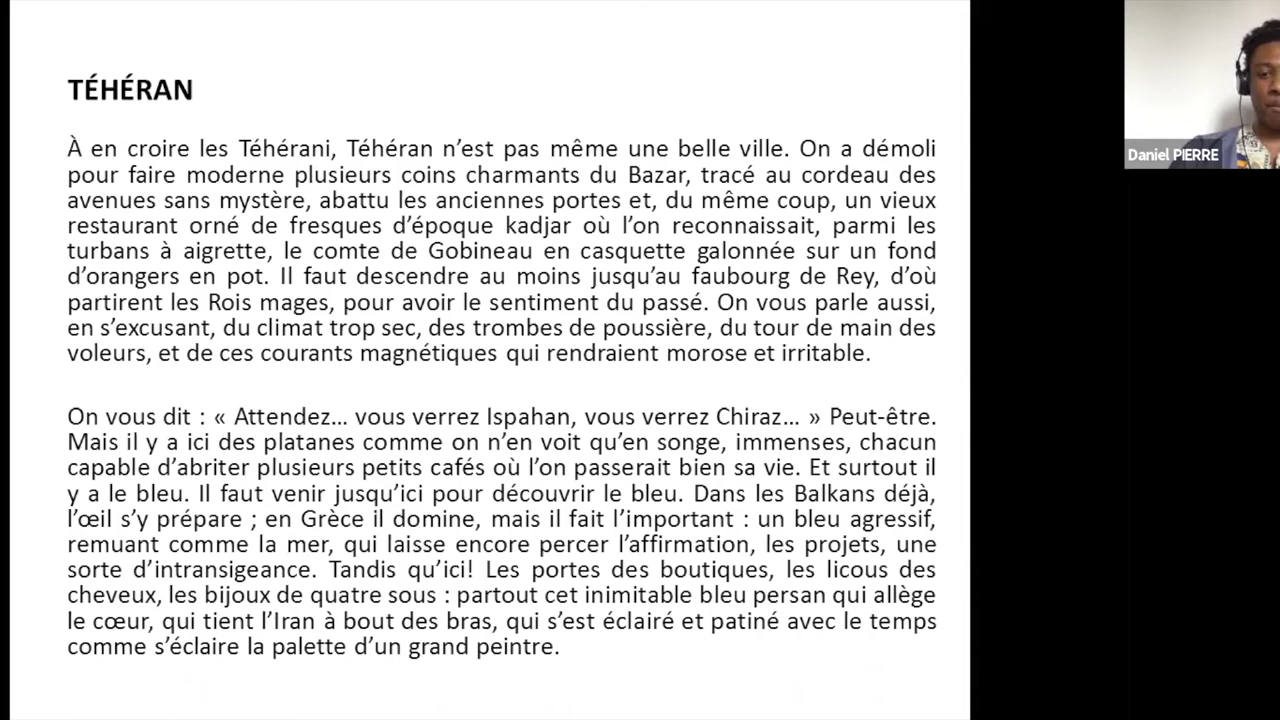 TÉHÉRAN
À en croire les Téhérani, Téhéran n’est pas même une belle ville. On a démoli
pour faire moderne plusieurs coins charmants du Bazar, tracé au cordeau des
avenues sans mystère, abattu les anciennes portes et, du même coup, un vieux
restaurant orné de fresques d’époque kadjar où l’on reconnaissait, parmi les
turbans à aigrette, le comte de Gobineau en casquette galonnée sur un fond
d’orangers en pot. Il faut descendre au moins jusqu’au faubourg de Rey, d’où
partirent les Rois mages, pour avoir le sentiment du passé. On vous parle aussi,
en s’excusant, du climat trop sec, des trombes de poussière, du tour de main des
voleurs, et de ces courants magnétiques qui rendraient morose et irritable.
On vous dit : « Attendez… vous verrez Ispahan, vous verrez Chiraz… » Peut-être.
Mais il y a ici des platanes comme on n’en voit qu’en songe, immenses, chacun
capable d’abriter plusieurs petits cafés où l’on passerait bien sa vie. Et surtout il
y a le bleu. Il faut venir jusqu’ici pour découvrir le bleu. Dans les Balkans déjà,
l’œil s’y prépare ; en Grèce il domine, mais il fait l’important : un bleu agressif,
remuant comme la mer, qui laisse encore percer l’affirmation, les projets, une
sorte d’intransigeance. Tandis qu’ici! Les portes des boutiques, les licous des
cheveux, les bijoux de quatre sous : partout cet inimitable bleu persan qui allège
le cœur, qui tient l’Iran à bout des bras, qui s’est éclairé et patiné avec le temps
comme s’éclaire la palette d’un grand peintre.
Daniel PIERRE